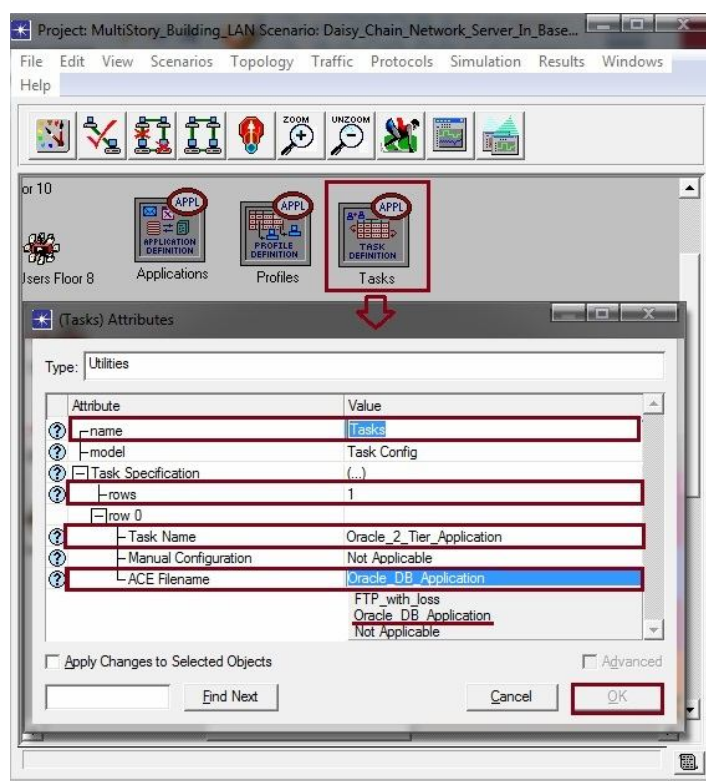 Project: MultiStory_Building_LAN Scenario: Daisy_Chain_Network_Server_In_Base...
File Edit View Scenarios Topology Traffic Protocols Simulation Results Windows
Help
ZOOM UNZOOM
or 10
APPL APPL APPL
APPLICATION DEFINITION PROFILE DEFINITION TASK DEFINITION
Jsers Floor 8 Applications Profiles Tasks
(Tasks) Attributes
Type: Utilities
Attribute Value
name Tasks
model Task Config
Task Specification (...)
rows 1
row 0
Task Name Oracle_2_Tier_Application
Manual Configuration Not Applicable
ACE Filename Oracle_DB_Application
FTP_with_loss
Oracle_DB_Application
Not Applicable
Apply Changes to Selected Objects Advanced
Find Next Cancel OK